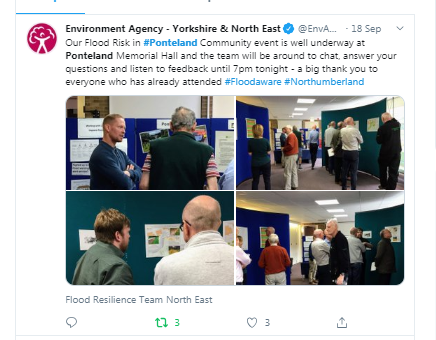 Environment Agency - Yorkshire & North East @EnvA... · 18 Sep
Our Flood Risk in #Ponteland Community event is well underway at
Ponteland Memorial Hall and the team will be around to chat, answer your
questions and listen to feedback until 7pm tonight - a big thank you to
everyone who has already attended #Floodaware #Northumberland
Flood Resilience Team North East
3 3